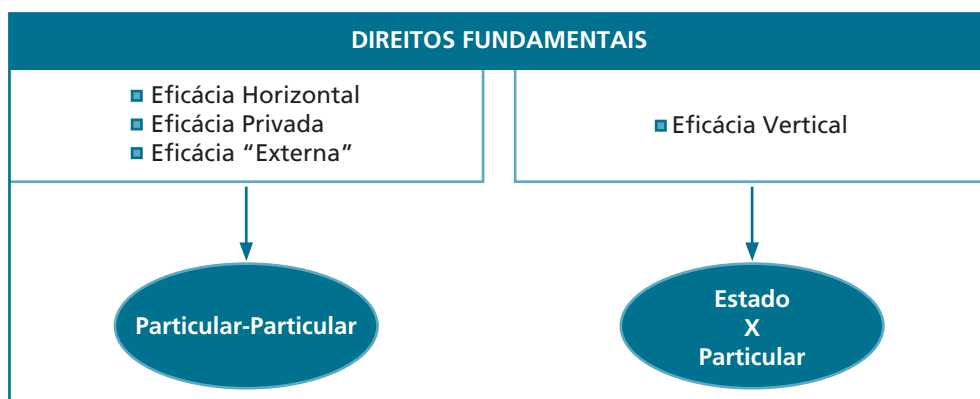 DIREITOS FUNDAMENTAIS
Eficácia Horizontal
Eficácia Privada
Eficácia “Externa”
Eficácia Vertical
Particular-Particular
Estado
X
Particular